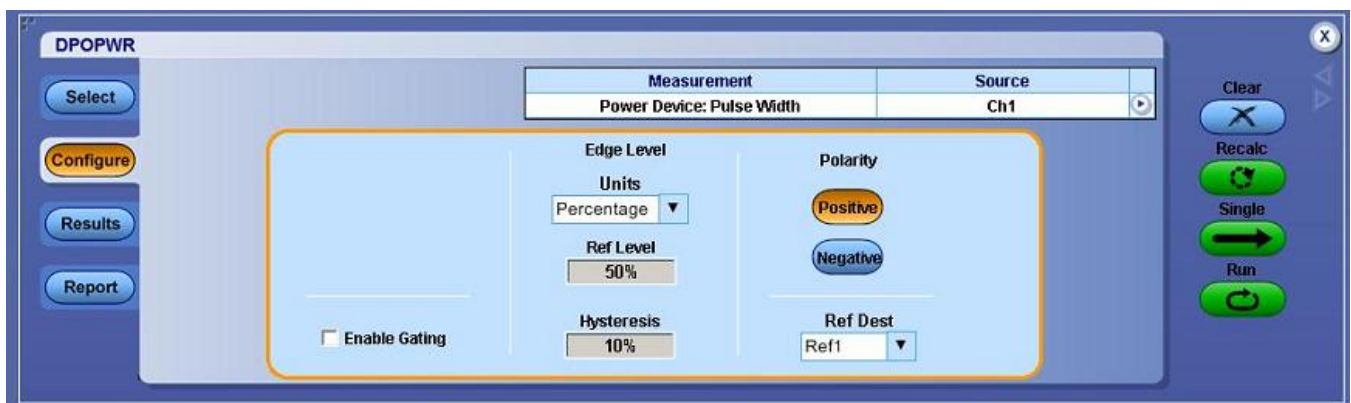 DPOPWR
X
Select
Configure
Results
Report
Measurement Source
Power Device: Pulse Width Ch1
Edge Level
Units
Percentage
Ref Level
50%
Hysteresis
10%
Enable Gating
Polarity
Positive
Negative
Ref Dest
Ref1
Clear
Recalc
Single
Run